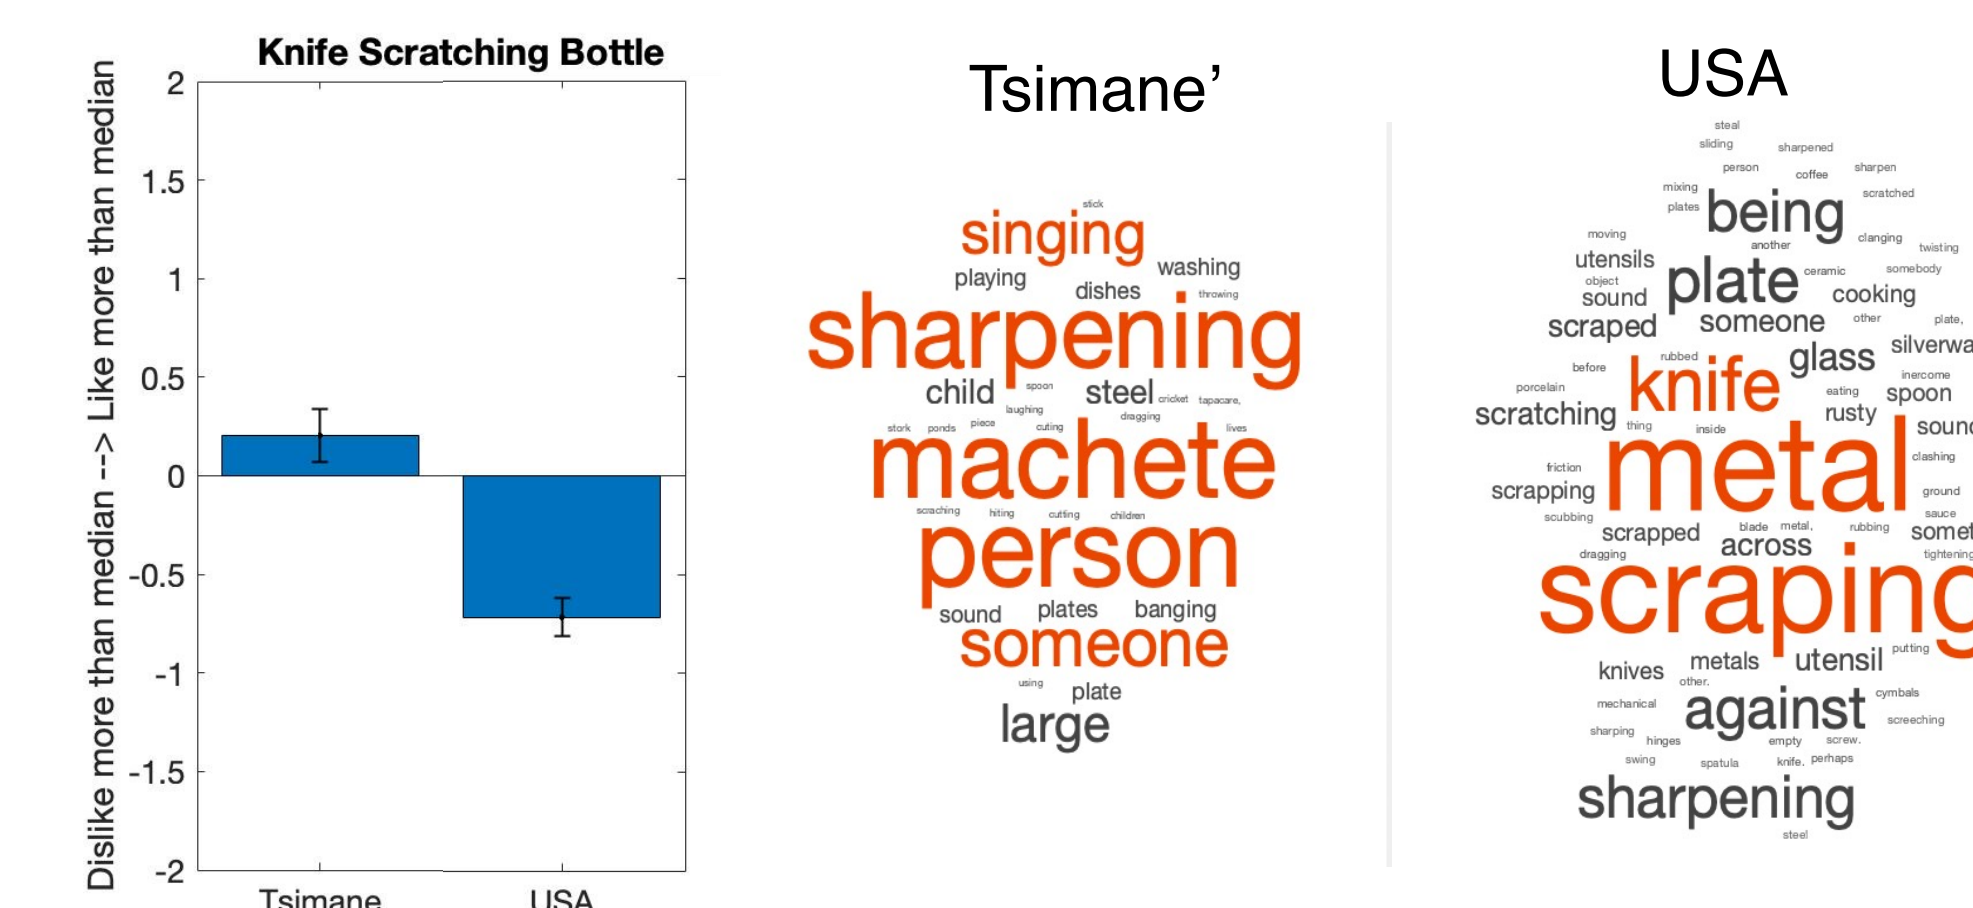 Knife Scratching Bottle
Dislike more than median --> Like more than median
2
1.5
1
0.5
0
-0.5
-1
-1.5
-2
Tsimane
USA
Tsimane’
stick
singing
playing
washing
dishes
throwing
sharpening
child
spoon
steel
cricket
tapacare,
laughing
dragging
stork
ponds
piece
cuting
lives
machete
scraching
hiting
cutting
children
person
sound
plates
banging
someone
using
plate
large
USA
steal
sliding
sharpened
person
coffee
sharpen
mixing
scratched
plates
being
moving
another
clanging
twisting
utensils
object
plate
ceramic
somebody
sound
cooking
scraped
someone
other
plate,
before
rubbed
glass
silverwa
porcelain
knife
eating
inercome
spoon
scratching
thing
inside
rusty
sound
metal
clashing
friction
scrapping
ground
scubbing
scrapped
blade
metal,
rubbing
sauce
dragging
across
somet
tightening
scraping
knives
metals
utensil
putting
other.
mechanical
against
cymbals
sharping
screeching
hinges
empty
screw.
swing
spatula
knife.
perhaps
sharpening
steel